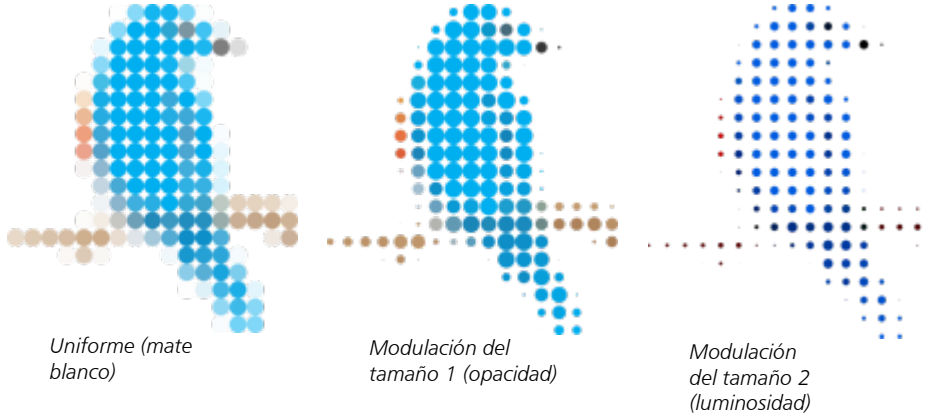 Uniforme (mate
blanco)
Modulación del
tamaño 1 (opacidad)
Modulación
del tamaño 2
(luminosidad)